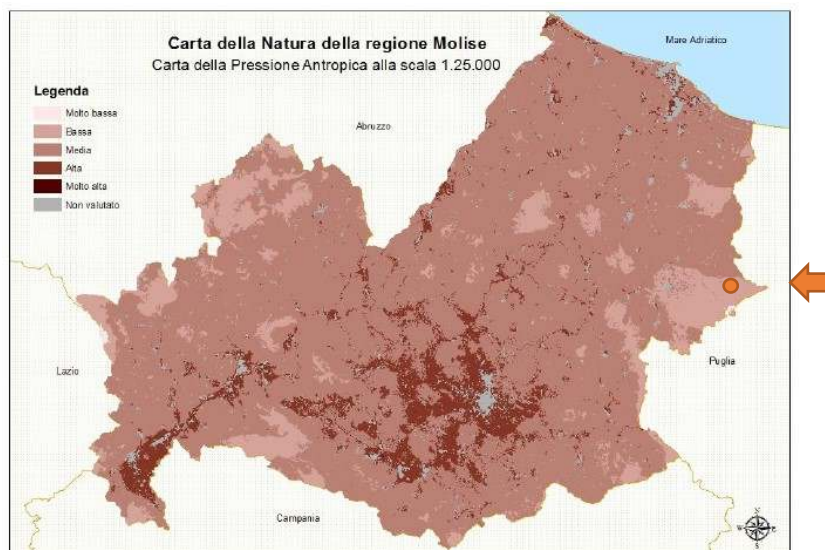 Carta della Natura della regione Molise
Carta della Pressione Antropica alla scala 1:25.000
Mare Adriatico
Legenda
Molto bassa
Bassa
Media
Alta
Molto alta
Non valutato
Abruzzo
Lazio
Puglia
Campania
N
W
E
S